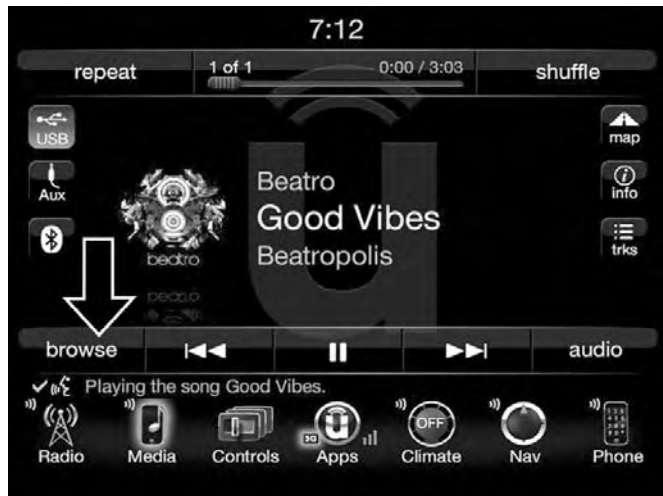 7:12
repeat
1 of 1
0:00 / 3:03
shuffle
USB
map
Aux
info
trks
beatro
Beatro
Good Vibes
Beatropolis
browse
audio
Playing the song Good Vibes.
3G
OFF
Radio
Media
Controls
Apps
Climate
Nav
Phone